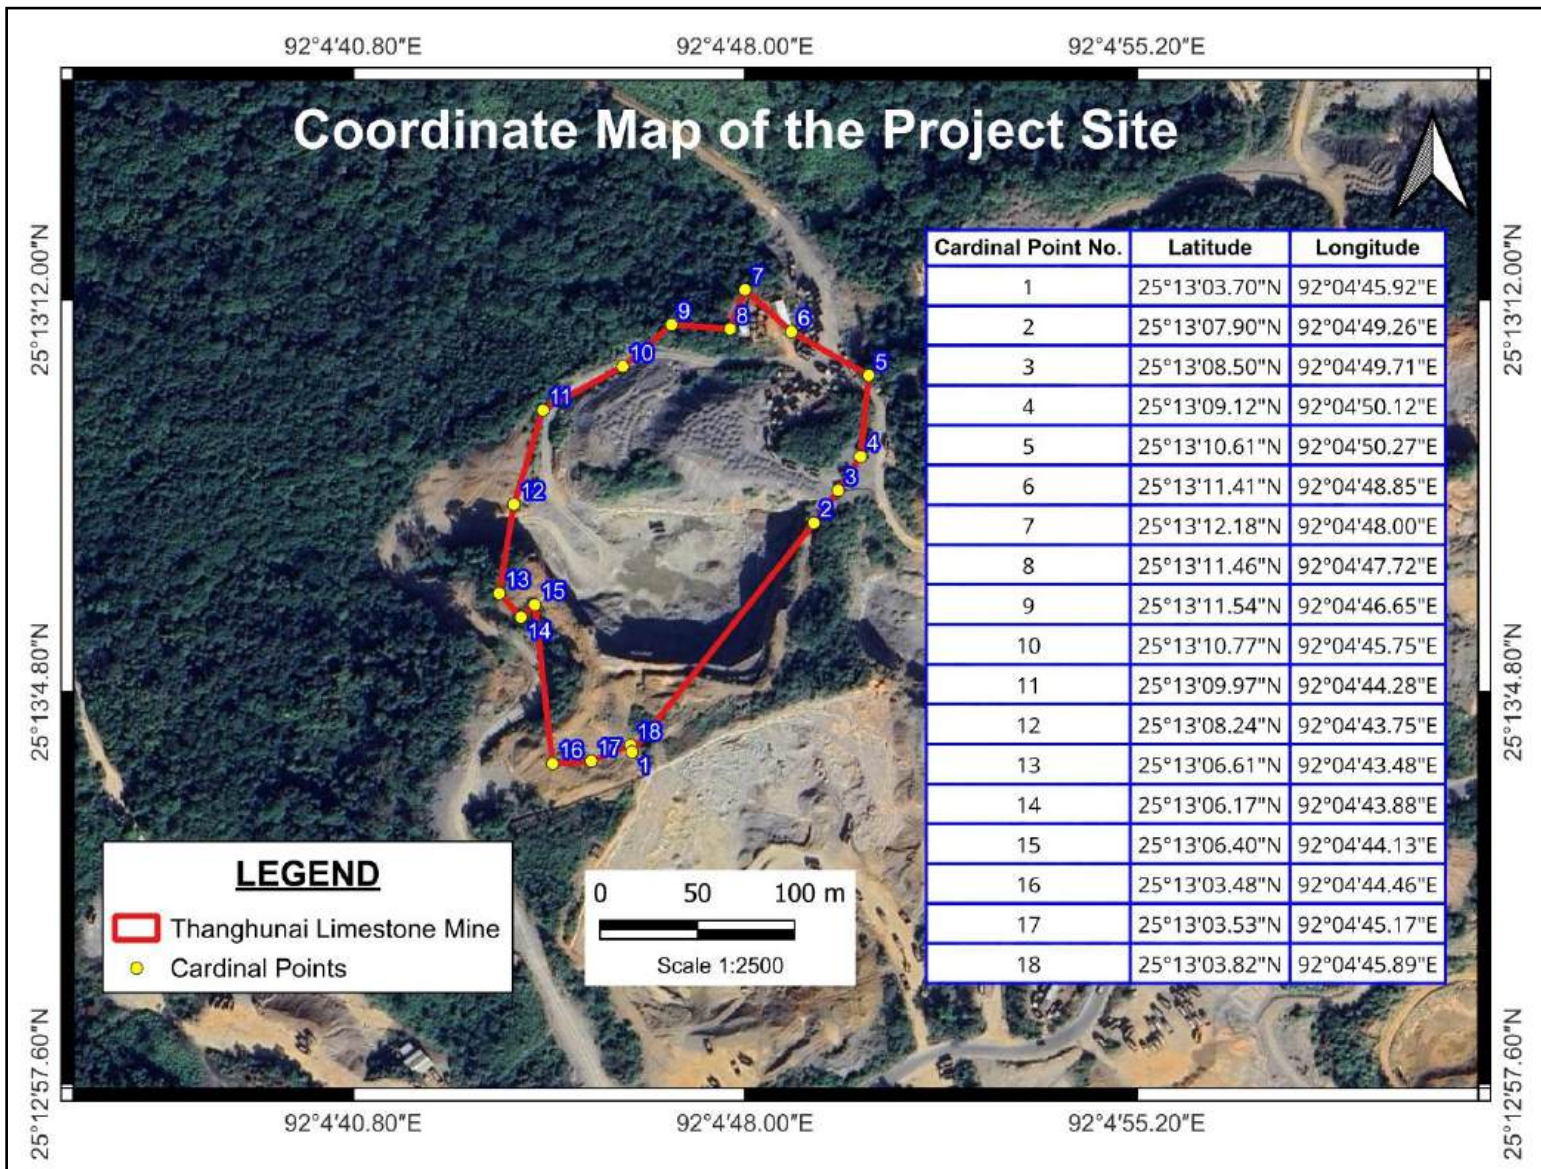 92°4'40.80"E 92°4'48.00"E 92°4'55.20"E
Coordinate Map of the Project Site
25°13'12.00"N
25°13'12.00"N
25°13'4.80"N
25°13'4.80"N
25°12'57.60"N
25°12'57.60"N
7
8
6
9
10
5
11
4
3
12
2
13
15
14
18
17
16
1
Cardinal Point No. Latitude Longitude
1 25°13'03.70"N 92°04'45.92"E
2 25°13'07.90"N 92°04'49.26"E
3 25°13'08.50"N 92°04'49.71"E
4 25°13'09.12"N 92°04'50.12"E
5 25°13'10.61"N 92°04'50.27"E
6 25°13'11.41"N 92°04'48.85"E
7 25°13'12.18"N 92°04'48.00"E
8 25°13'11.46"N 92°04'47.72"E
9 25°13'11.54"N 92°04'46.65"E
10 25°13'10.77"N 92°04'45.75"E
11 25°13'09.97"N 92°04'44.28"E
12 25°13'08.24"N 92°04'43.75"E
13 25°13'06.61"N 92°04'43.48"E
14 25°13'06.17"N 92°04'43.88"E
15 25°13'06.40"N 92°04'44.13"E
16 25°13'03.48"N 92°04'44.46"E
17 25°13'03.53"N 92°04'45.17"E
18 25°13'03.82"N 92°04'45.89"E
LEGEND
Thanghunai Limestone Mine
Cardinal Points
0 50 100 m
Scale 1:2500
92°4'40.80"E 92°4'48.00"E 92°4'55.20"E